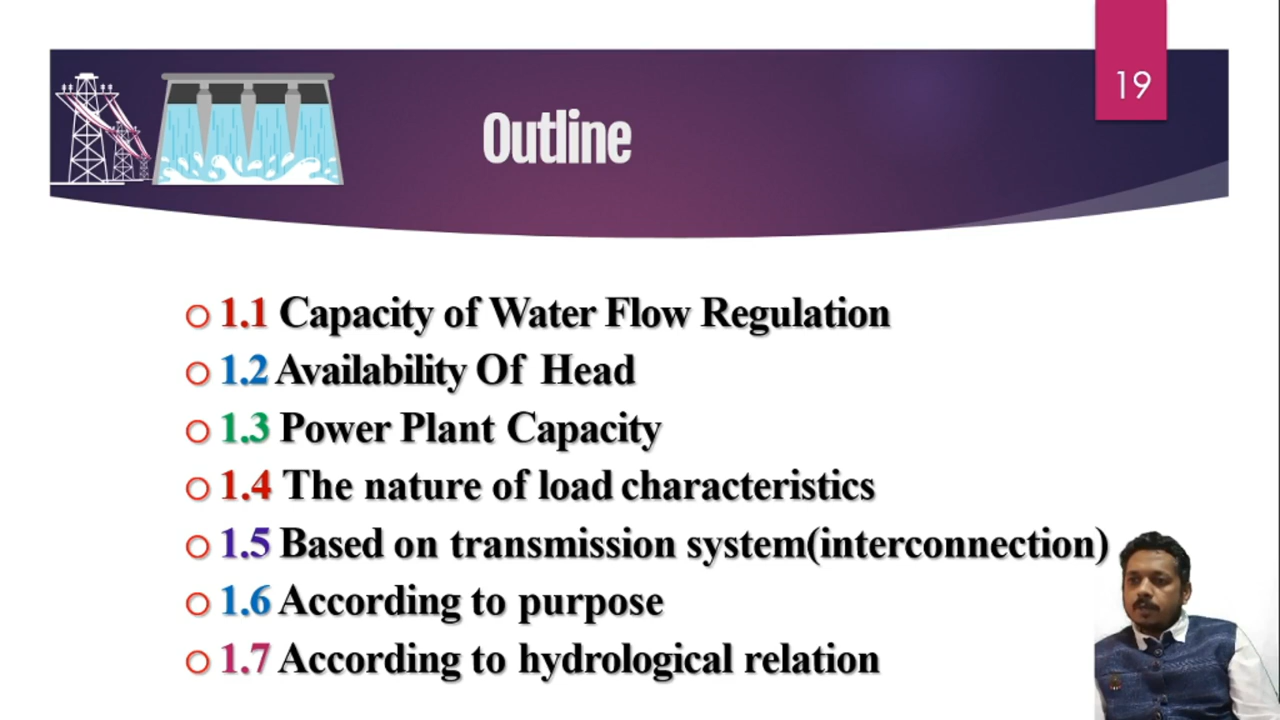 19
Outline
1.1 Capacity of Water Flow Regulation
1.2 Availability Of Head
1.3 Power Plant Capacity
1.4 The nature of load characteristics
1.5 Based on transmission system(interconnection)
1.6 According to purpose
1.7 According to hydrological relation